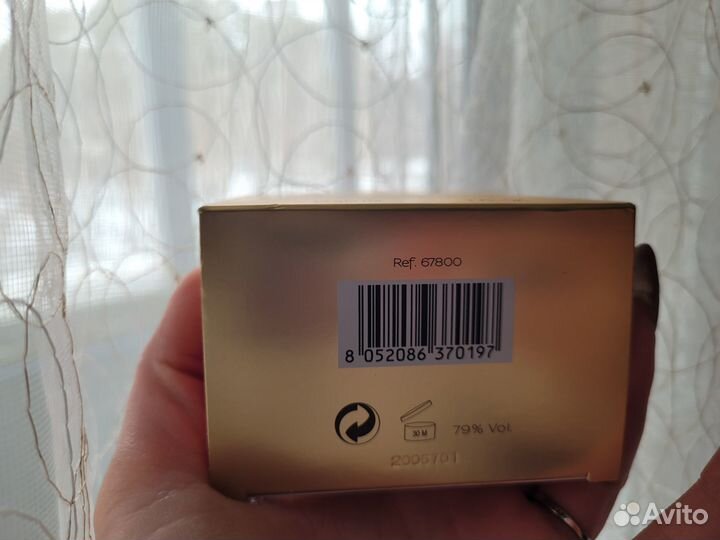 Ref. 67800
8 052086 370197
30 M
79% Vol.
2005701
Avito